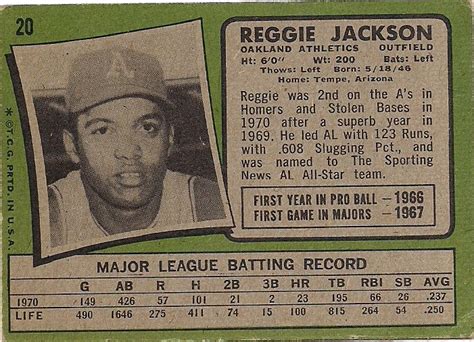 20
REGGIE JACKSON
OAKLAND ATHLETICS OUTFIELD
Ht: 6'0" Wt: 200 Bats: Left
Throws: Left Born: 5/18/46
Home: Tempe, Arizona
Reggie was 2nd on the A's in
Homers and Stolen Bases in
1970 after a superb year in
1969. He led AL with 123 Runs,
with .608 Slugging Pct., and
was named to The Sporting
News AL All-Star team.
FIRST YEAR IN PRO BALL — 1966
FIRST GAME IN MAJORS — 1967
A
* © T.C.G. PRTD. IN U.S.A.
MAJOR LEAGUE BATTING RECORD
G AB R H 2B 3B HR RBI SB AVG
1970 149 426 57 101 21 2 23 195 66 26 .237
LIFE 490 1646 275 411 74 15 100 815 264 54 .250